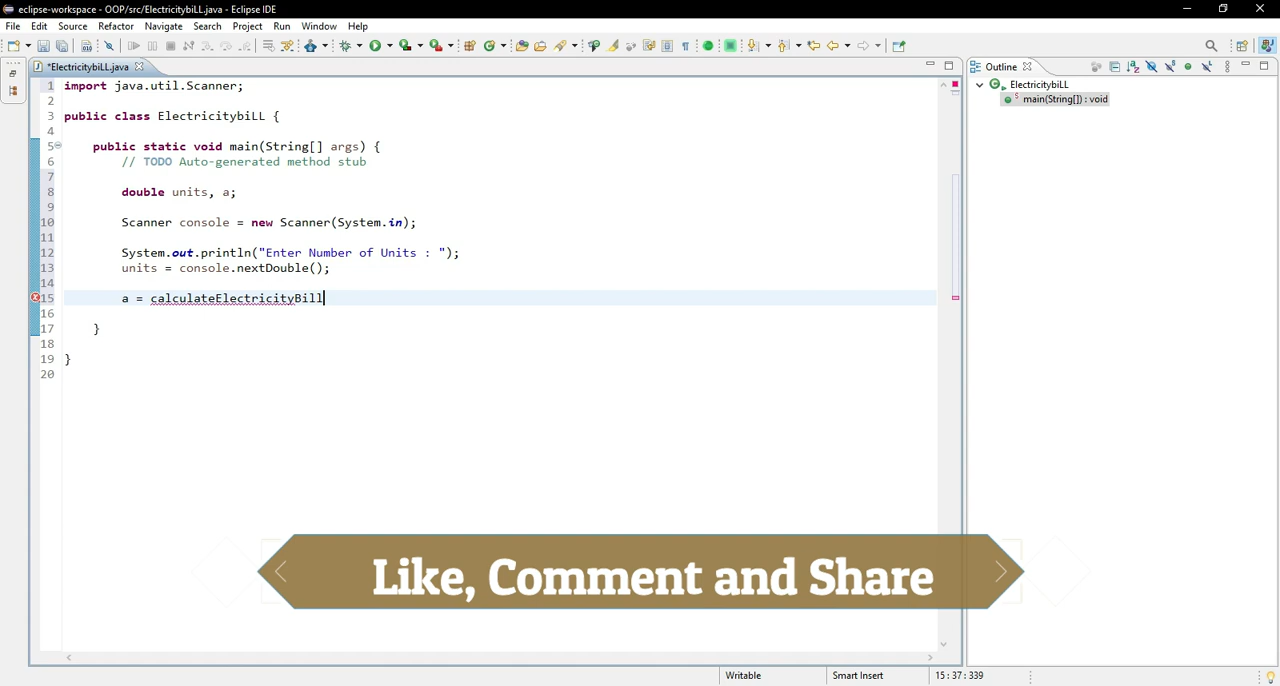 eclipse-workspace - OOP/src/ElectricitybiLL.java - Eclipse IDE
File Edit Source Refactor Navigate Search Project Run Window Help
*ElectricitybiLL.java
1 import java.util.Scanner;
2
3 public class ElectricitybiLL {
4
5 public static void main(String[] args) {
6 // TODO Auto-generated method stub
7
8 double units, a;
9
10 Scanner console = new Scanner(System.in);
11
12 System.out.println("Enter Number of Units : ");
13 units = console.nextDouble();
14
15 a = calculateElectricityBill
16
17 }
18
19 }
20
Outline
ElectricitybiLL
main(String[]) : void
Like, Comment and Share
Writable Smart Insert 15 : 37 : 339